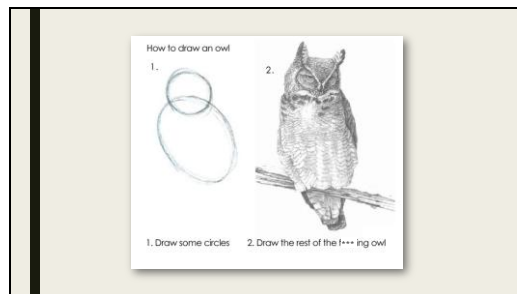 How to draw an owl
1.
2.
1. Draw some circles
2. Draw the rest of the f*** ing owl